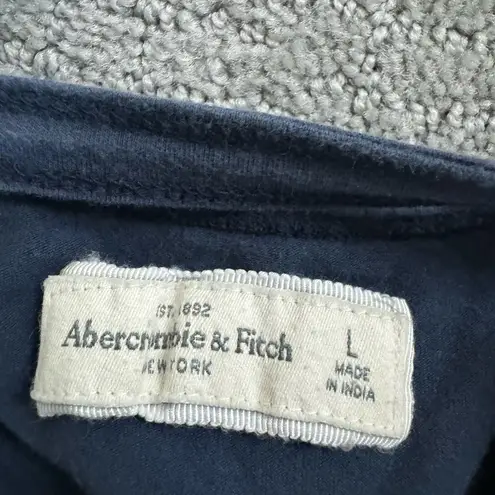 EST. 1892
Abercrombie & Fitch
NEW YORK
L
MADE
IN INDIA